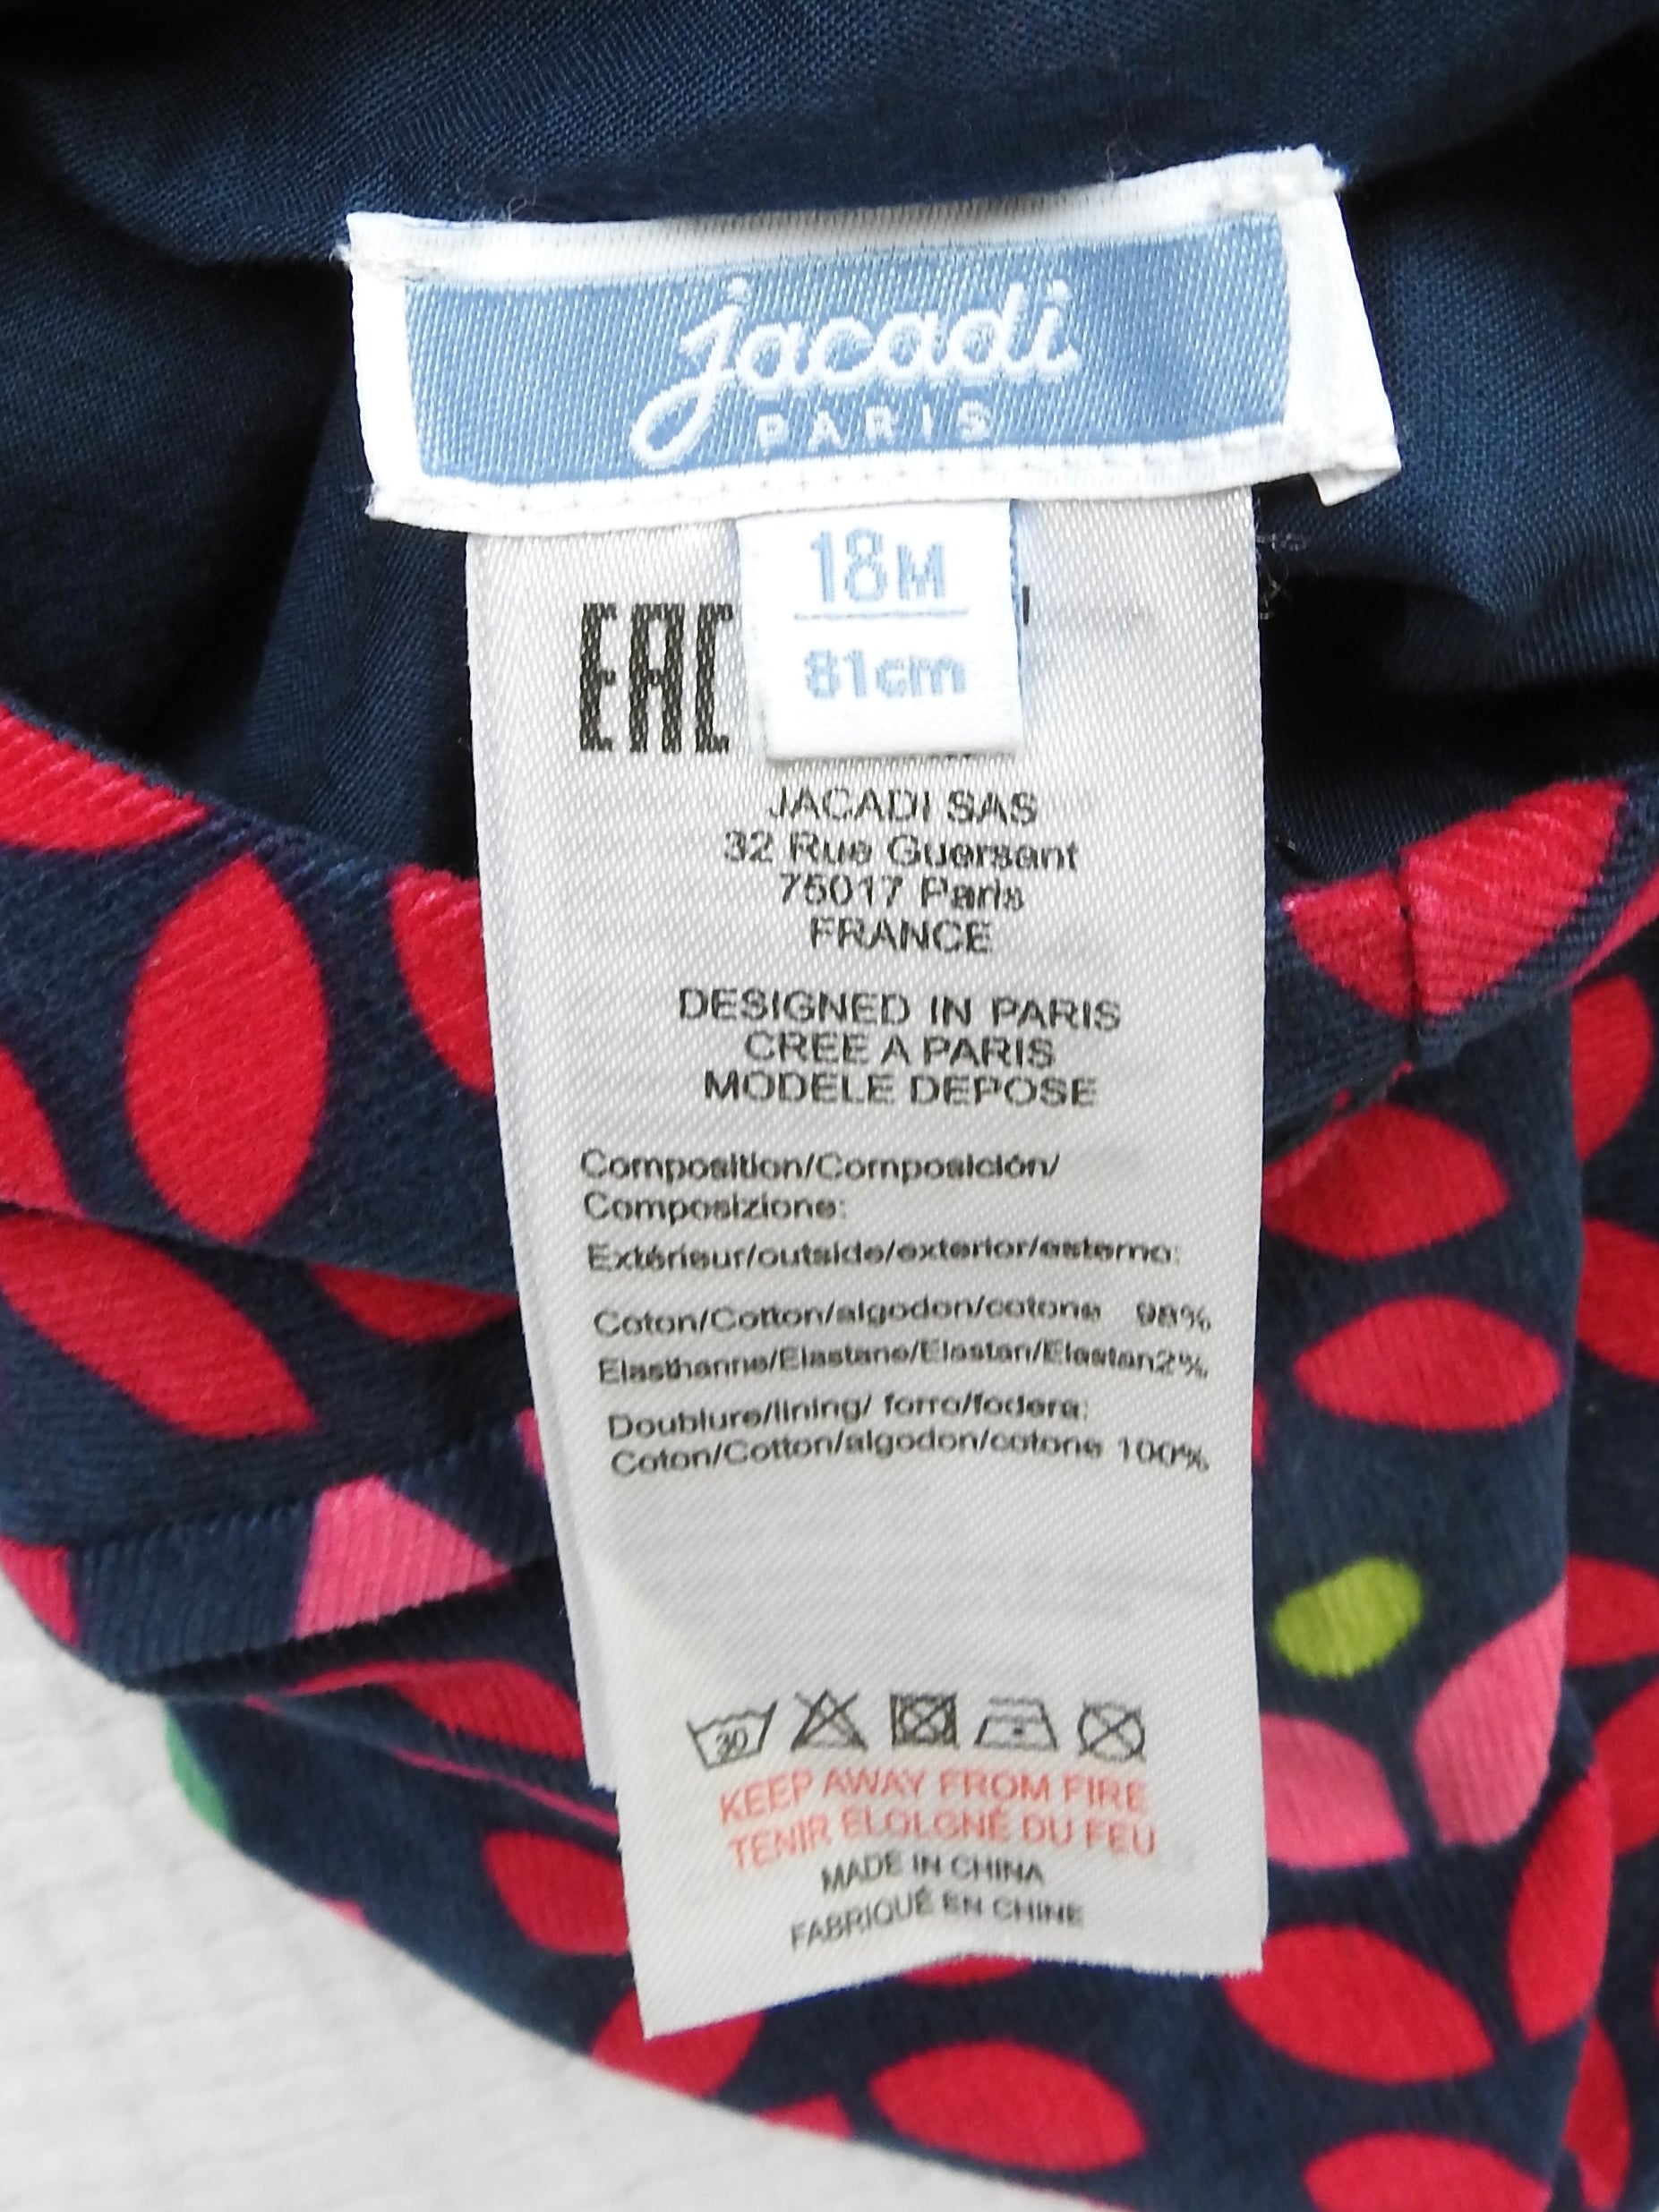 jacadi
PARIS
18M
81cm
EAC
JACADI SAS
32 Rue Guersant
75017 Paris
FRANCE
DESIGNED IN PARIS
CREE A PARIS
MODELE DEPOSE
Composition/Composición/
Composizione:
Extérieur/outside/exterior/esterno:
Coton/Cotton/algodon/cotone 98%
Elasthanne/Elastane/Elastan/Elastan2%
Doublure/lining/ forro/fodera:
Coton/Cotton/algodon/cotone 100%
30
KEEP AWAY FROM FIRE
TENIR ELOLGNÉ DU FEU
MADE IN CHINA
FABRIQUÉ EN CHINE